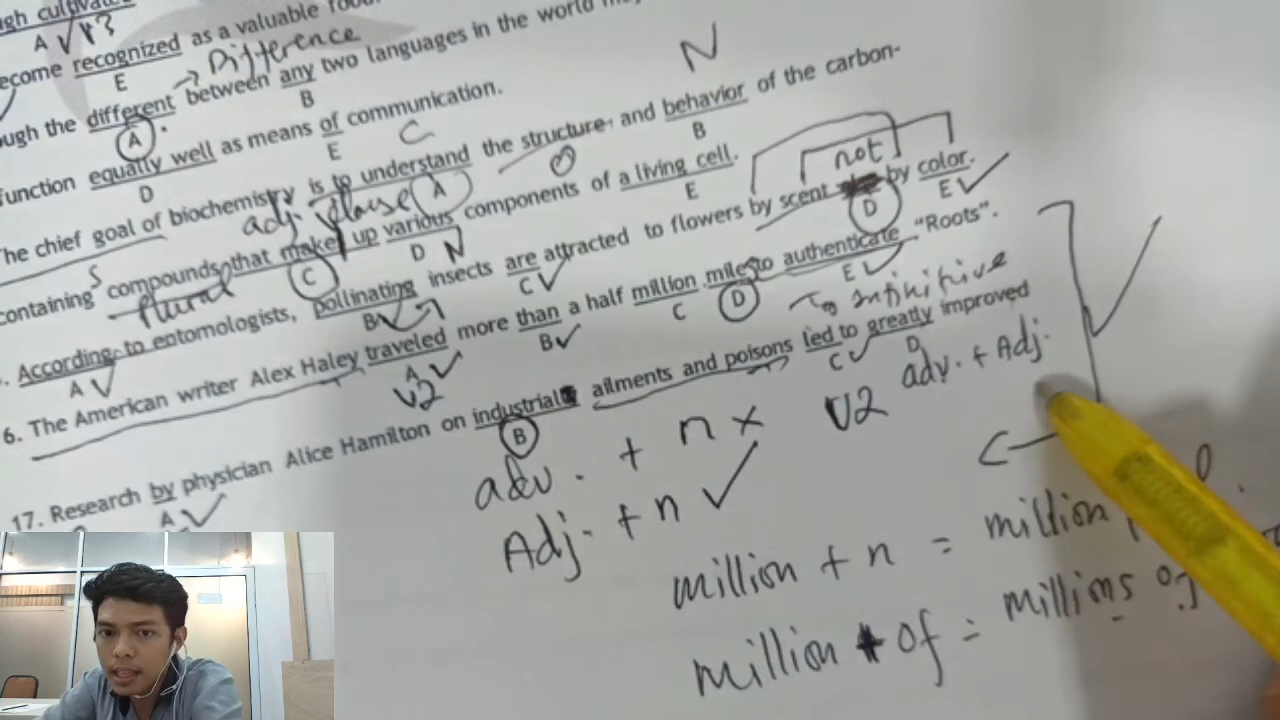 ugh cultivate
A √ V3
ecome recognized as a valuable food
E → Difference
ough the different between any two languages in the world may
A B N
function equally well as means of communication.
D E C
The chief goal of biochemistry is to understand the structure, and behavior of the carbon-
adj. clause A O B
containing compounds that make up various components of a living cell.
S plural C D N E not
According to entomologists, pollinating insects are attracted to flowers by scent by color.
A √ B C √ D E √
6. The American writer Alex Haley traveled more than a half million miles to authenticate "Roots".
A √ V2 B √ C D E √ to infinitive
17. Research by physician Alice Hamilton on industrial ailments and poisons led to greatly improved
A √ B C √ D
adv. + n × V2 adv. + Adj.
Adj. + n √
million + n = million
million of = millions of